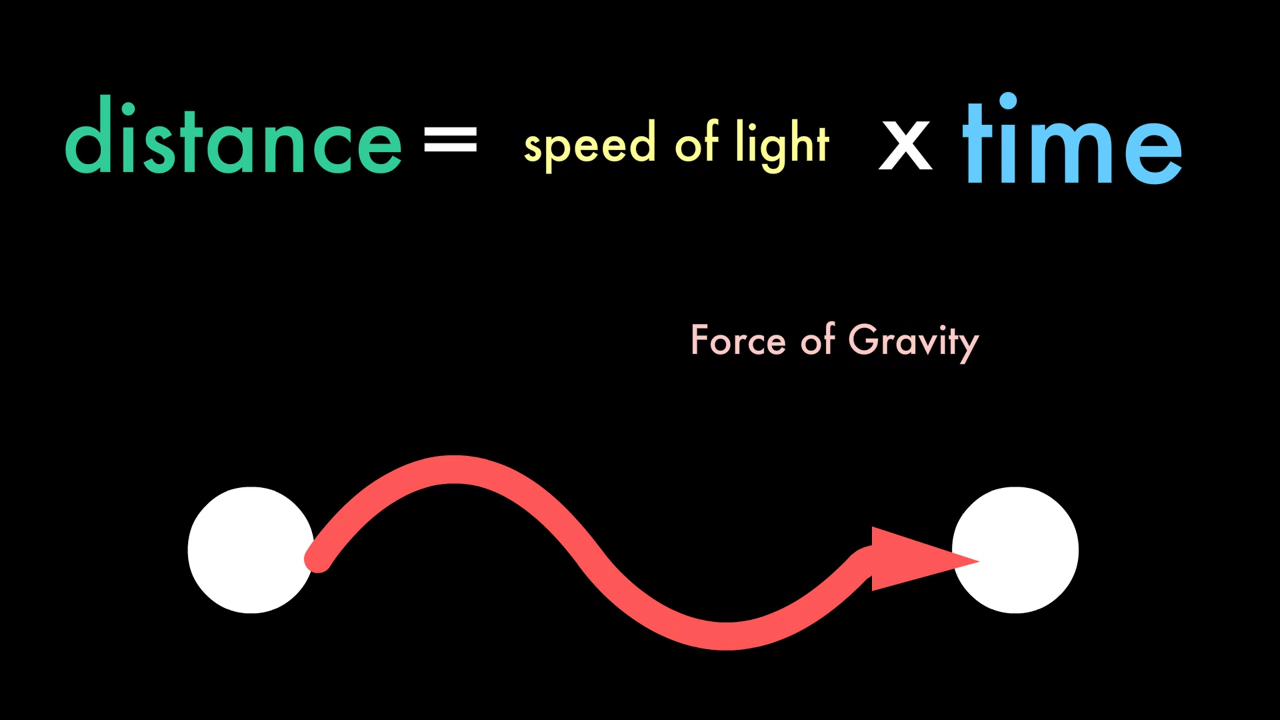 distance = speed of light x time
Force of Gravity